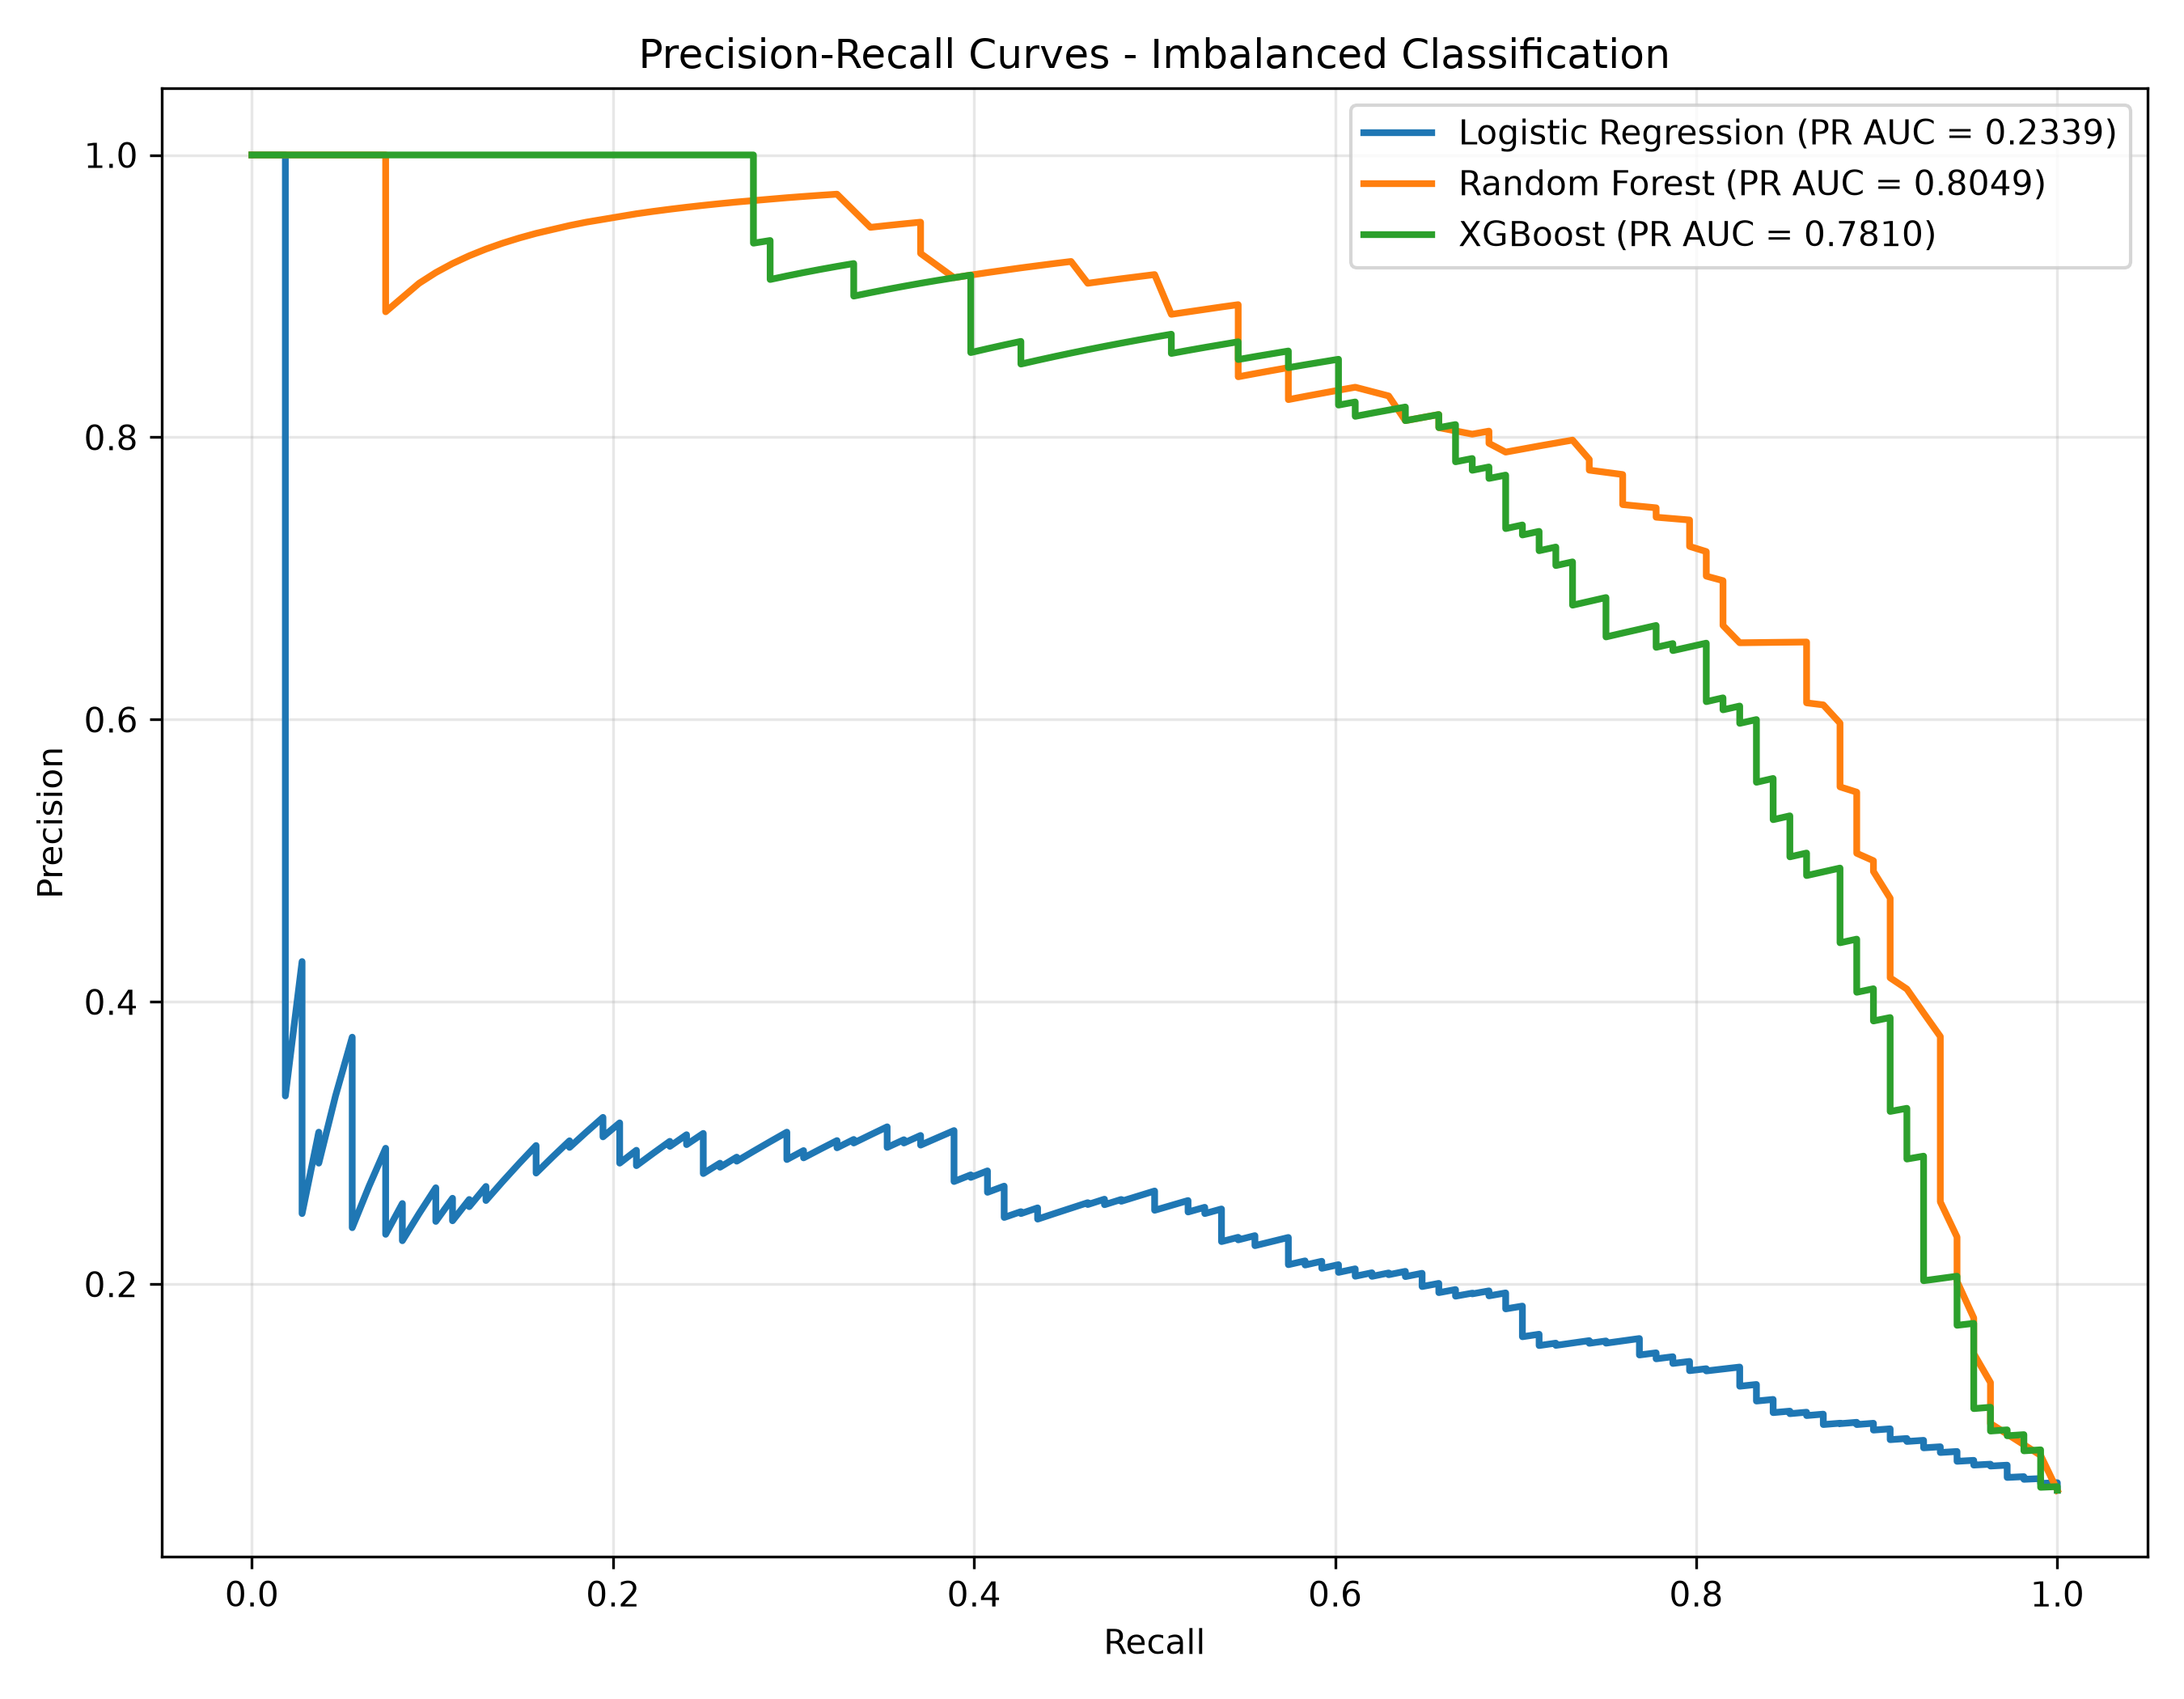 Precision-Recall Curves - Imbalanced Classification
Logistic Regression (PR AUC = 0.2339)
Random Forest (PR AUC = 0.8049)
XGBoost (PR AUC = 0.7810)
Precision
1.0
0.8
0.6
0.4
0.2
0.0 0.2 0.4 0.6 0.8 1.0
Recall